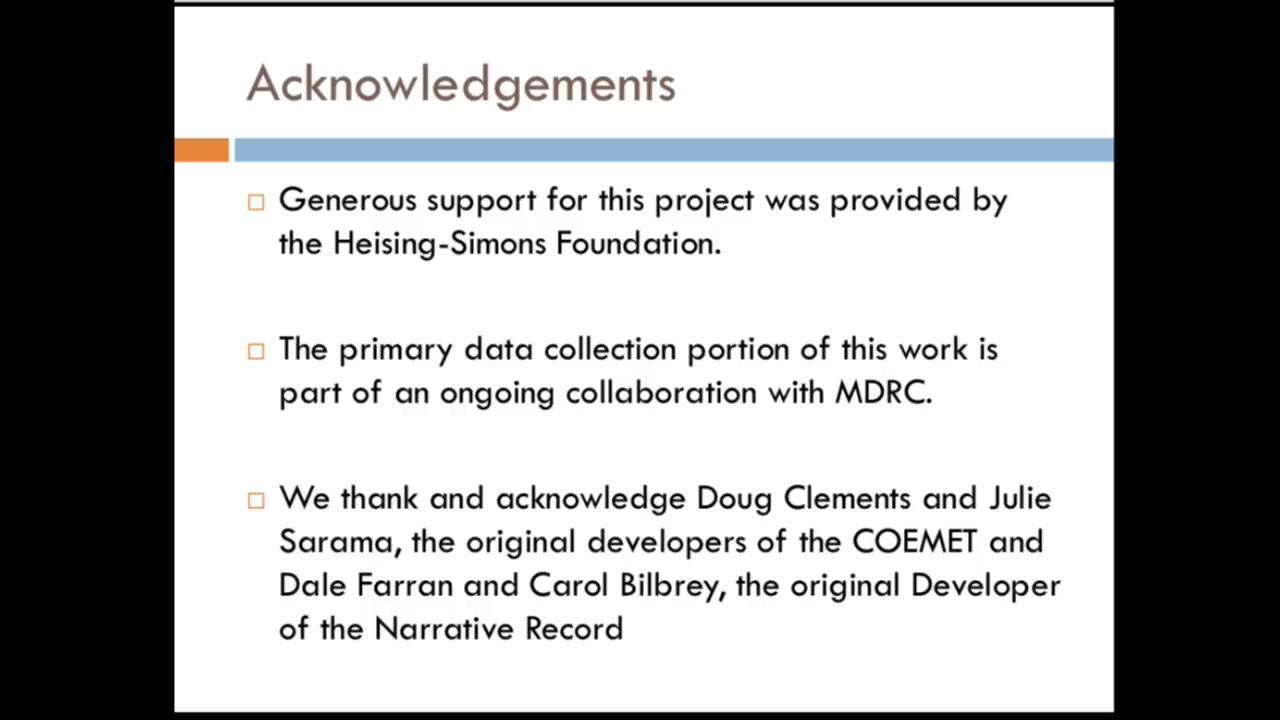 Acknowledgements
Generous support for this project was provided by
the Heising-Simons Foundation.
The primary data collection portion of this work is
part of an ongoing collaboration with MDRC.
We thank and acknowledge Doug Clements and Julie
Sarama, the original developers of the COEMET and
Dale Farran and Carol Bilbrey, the original Developer
of the Narrative Record